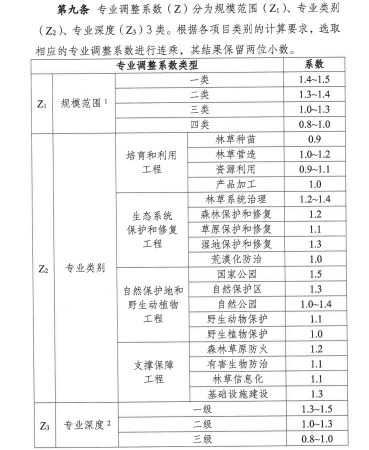 第九条 专业调整系数(Z)分为规模范围(Z₁)、专业类别
(Z₂)、专业深度(Z₃)3类。根据各项目类别的计算要求，选取
相应的专业调整系数进行连乘，其结果保留两位小数。
专业调整系数类型 系数
Z₁ 规模范围¹ 一类 1.4~1.5
二类 1.3~1.4
三类 1.0~1.3
四类 0.8~1.0
Z₂ 专业类别 培育和利用工程 林草种苗 0.9
林草营造 1.0~1.2
资源利用 0.9~1.1
产品加工 1.0
生态系统保护和修复工程 林草系统治理 1.2~1.4
森林保护和修复 1.2
草原保护和修复 1.1
湿地保护和修复 1.3
荒漠化防治 1.0
自然保护地和野生动植物工程 国家公园 1.5
自然保护区 1.3
自然公园 1.0~1.4
野生动物保护 1.1
野生植物保护 1.0
支撑保障工程 森林草原防火 1.2
有害生物防治 1.1
林草信息化 1.1
基础设施建设 1.3
Z₃ 专业深度² 一级 1.3~1.5
二级 1.0~1.3
三级 0.8~1.0